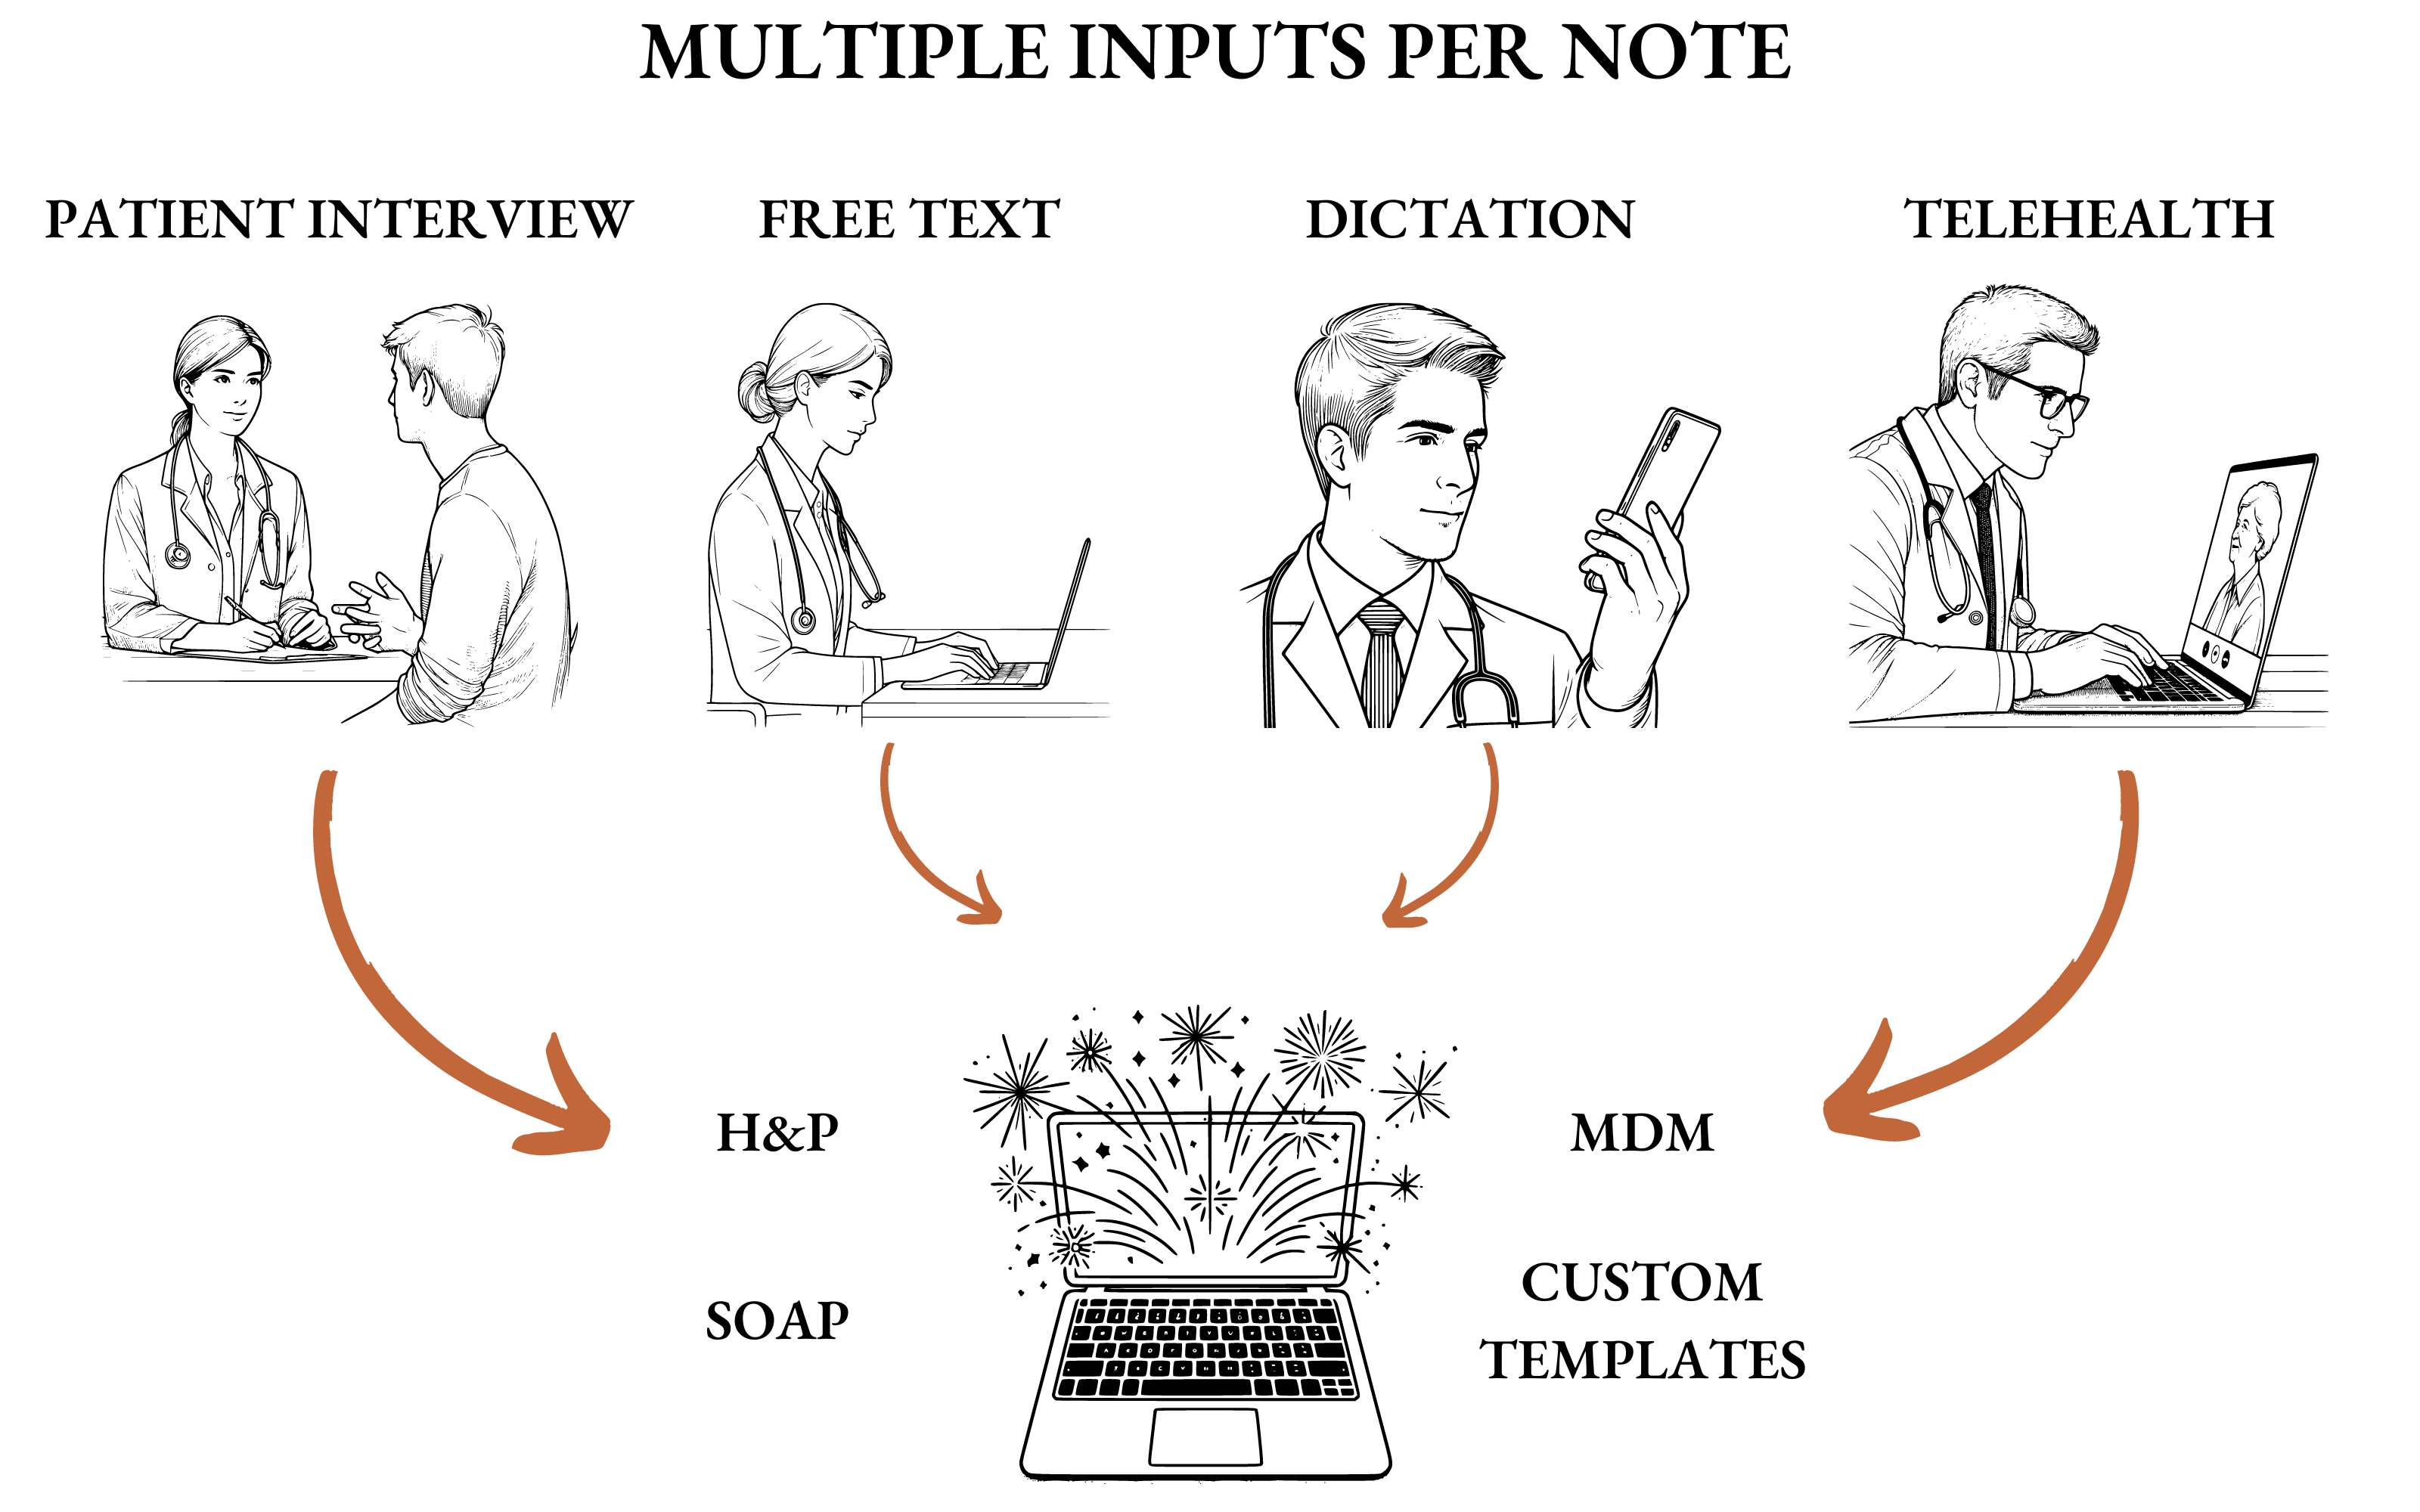 MULTIPLE INPUTS PER NOTE
PATIENT INTERVIEW
FREE TEXT
DICTATION
TELEHEALTH
H&P
MDM
SOAP
CUSTOM
TEMPLATES